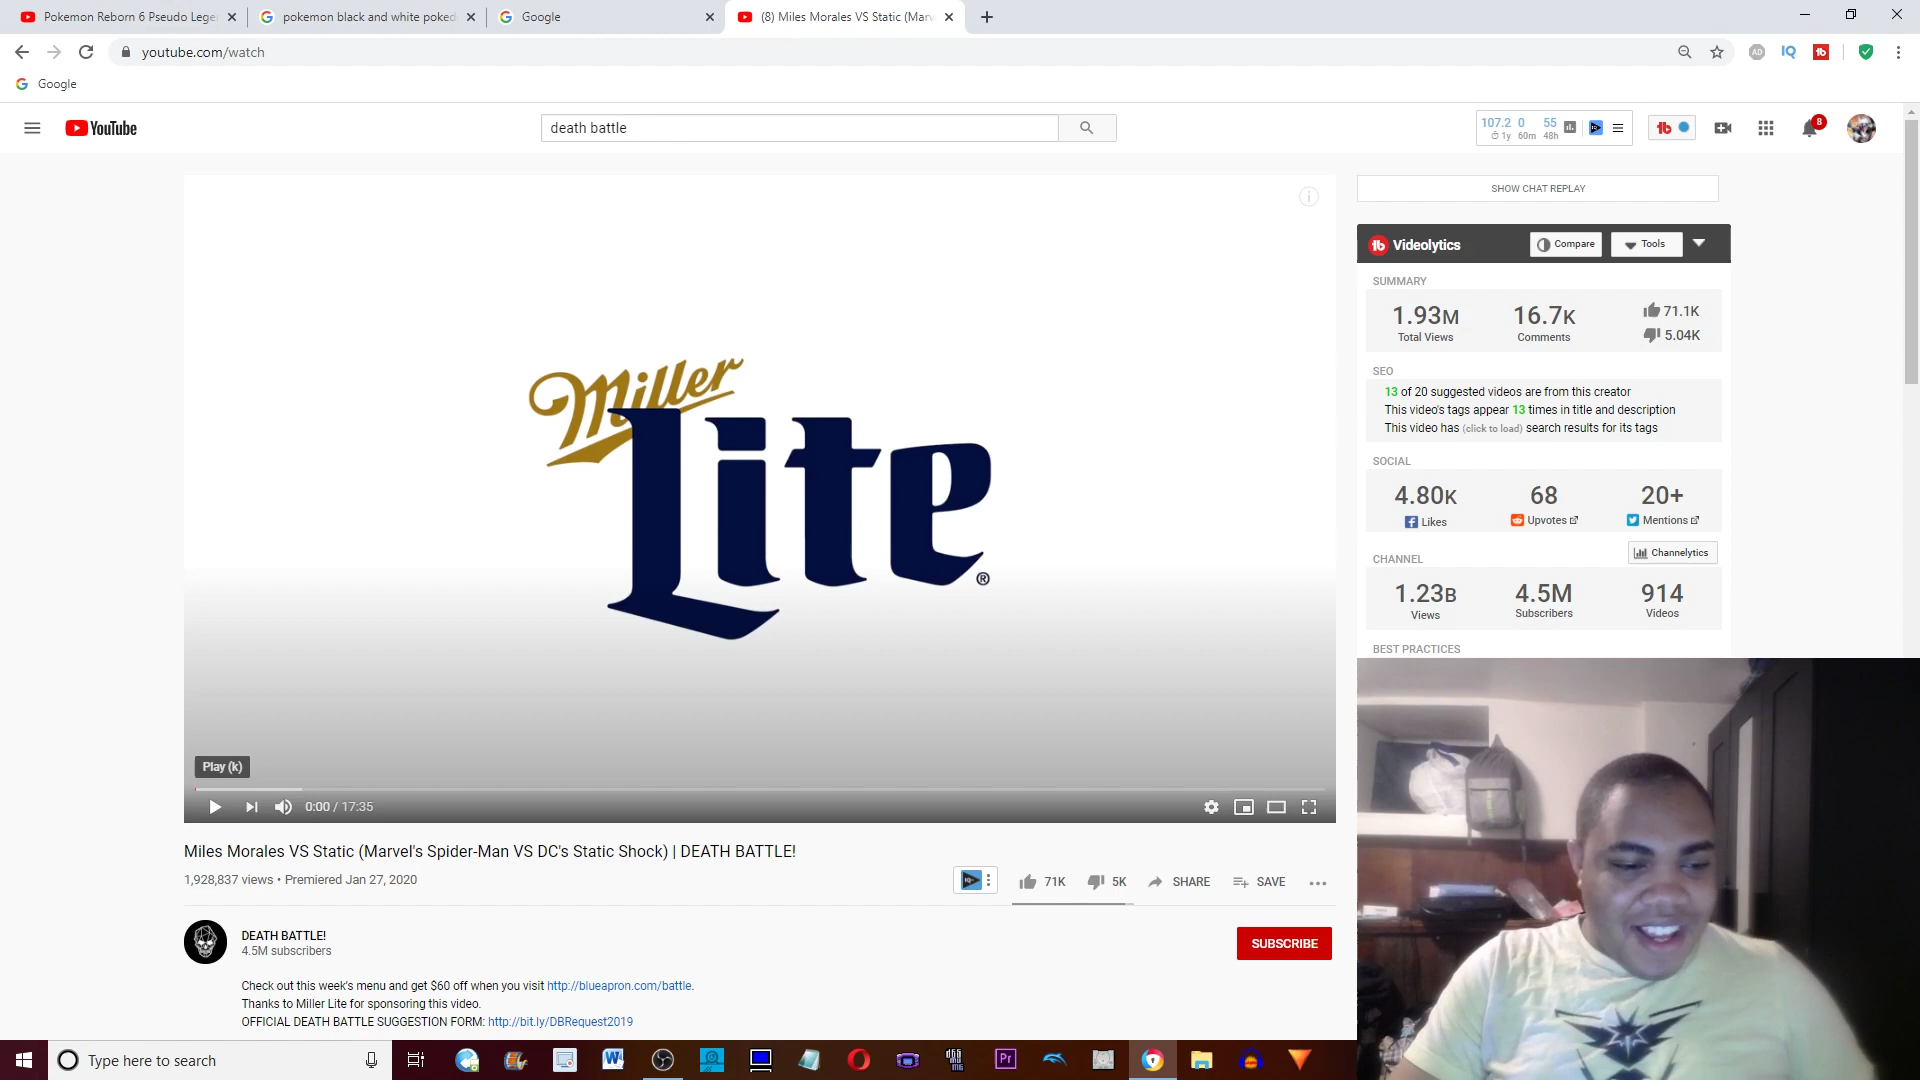 Pokemon Reborn 6 Pseudo Lege
pokemon black and white poked
Google
(8) Miles Morales VS Static (Marv
youtube.com/watch
AD
IQ
tb
Google
YouTube
death battle
107.2 0 55
1y 60m 48h
tb
8
SHOW CHAT REPLAY
Miller
Lite
®
Play (k)
0:00 / 17:35
tb Videolytics
Compare
Tools
SUMMARY
1.93M 16.7K 71.1K
Total Views Comments 5.04K
SEO
13 of 20 suggested videos are from this creator
This video's tags appear 13 times in title and description
This video has (click to load) search results for its tags
SOCIAL
4.80K 68 20+
Likes Upvotes Mentions
CHANNEL
Channelytics
1.23B 4.5M 914
Views Subscribers Videos
BEST PRACTICES
Miles Morales VS Static (Marvel's Spider-Man VS DC's Static Shock) | DEATH BATTLE!
1,928,837 views • Premiered Jan 27, 2020
71K 5K SHARE SAVE
DEATH BATTLE!
4.5M subscribers
SUBSCRIBE
Check out this week's menu and get $60 off when you visit http://blueapron.com/battle.
Thanks to Miller Lite for sponsoring this video.
OFFICIAL DEATH BATTLE SUGGESTION FORM: http://bit.ly/DBRequest2019
Type here to search
W
Pr